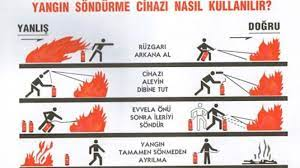 YANGIN SÖNDÜRME CİHAZI NASIL KULLANILIR?
YANLIŞ
DOĞRU
RÜZGARI
ARKANA AL
CİHAZI
ALEVİN
DİBİNE TUT
EVVELA ÖNÜ
SONRA İLERİYİ
SÖNDÜR
YANGIN
TAMAMEN SÖNMEDEN
AYRILMA